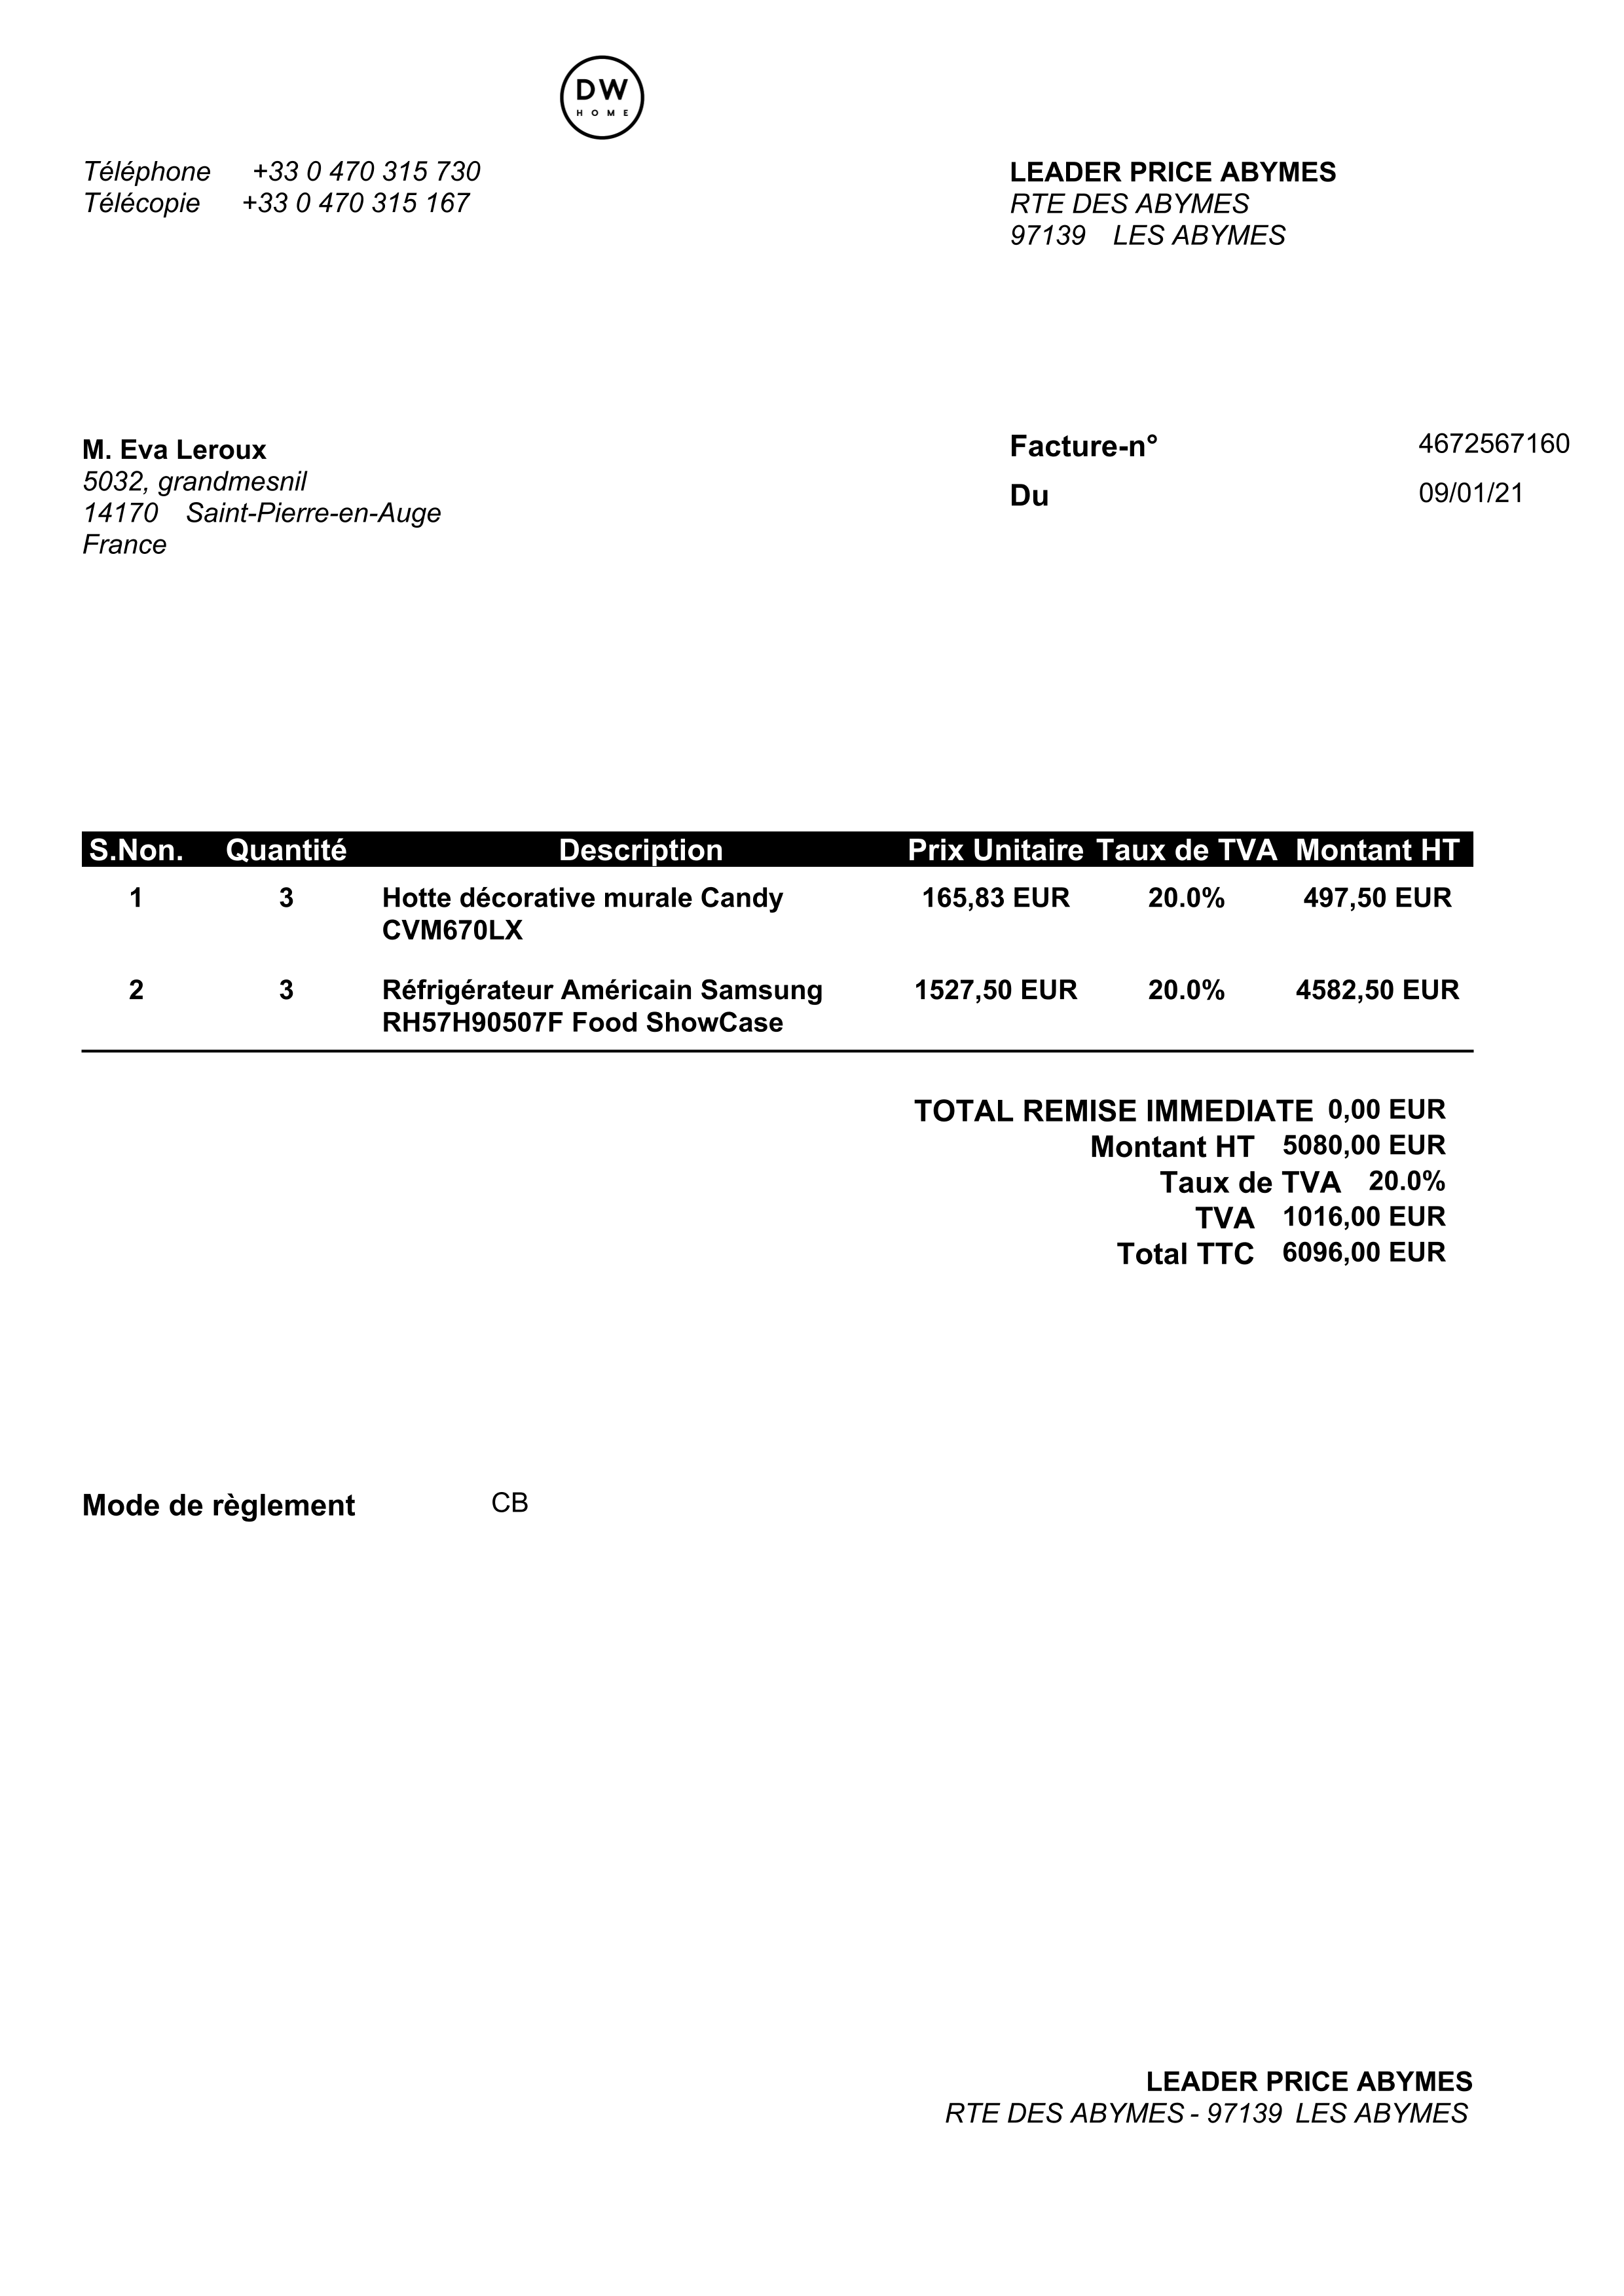 DW
HOME
Téléphone +33 0 470 315 730
Télécopie +33 0 470 315 167
LEADER PRICE ABYMES
RTE DES ABYMES
97139 LES ABYMES
M. Eva Leroux
5032, grandmesnil
14170 Saint-Pierre-en-Auge
France
Facture-n° 4672567160
Du 09/01/21
S.Non. Quantité Description Prix Unitaire Taux de TVA Montant HT
1 3 Hotte décorative murale Candy 165,83 EUR 20.0% 497,50 EUR
CVM670LX
2 3 Réfrigérateur Américain Samsung 1527,50 EUR 20.0% 4582,50 EUR
RH57H90507F Food ShowCase
TOTAL REMISE IMMEDIATE 0,00 EUR
Montant HT 5080,00 EUR
Taux de TVA 20.0%
TVA 1016,00 EUR
Total TTC 6096,00 EUR
Mode de règlement CB
LEADER PRICE ABYMES
RTE DES ABYMES - 97139 LES ABYMES